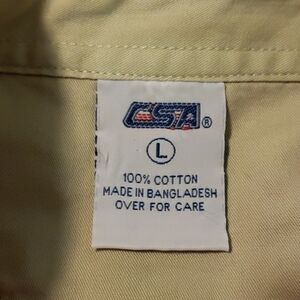 CSA®
L
100% COTTON
MADE IN BANGLADESH
OVER FOR CARE